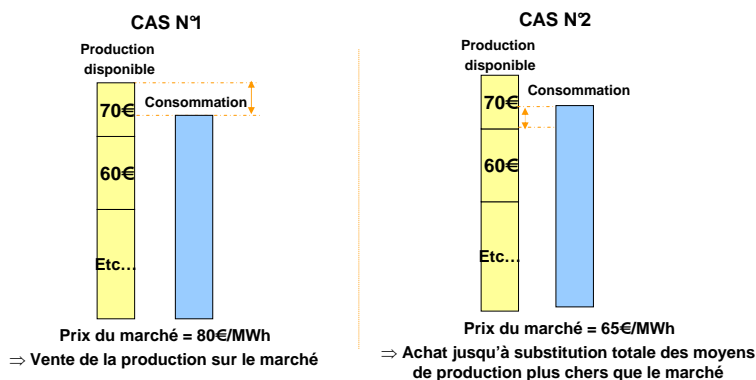 CAS N°1
Production
disponible
Consommation
70€
60€
Etc…
Prix du marché = 80€/MWh
⇒ Vente de la production sur le marché
CAS N°2
Production
disponible
Consommation
70€
60€
Etc…
Prix du marché = 65€/MWh
⇒ Achat jusqu'à substitution totale des moyens
de production plus chers que le marché